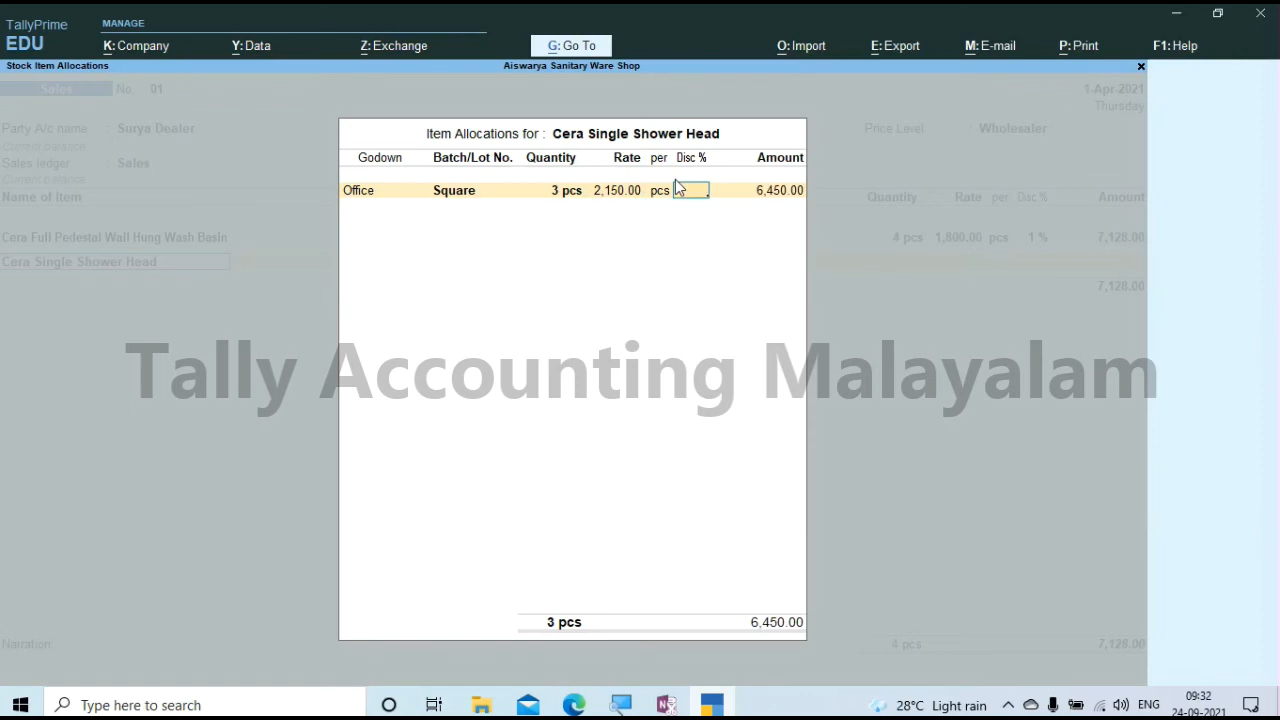 TallyPrime
EDU
MANAGE
K: Company
Y: Data
Z: Exchange
G: Go To
O: Import
E: Export
M: E-mail
P: Print
F1: Help
Stock Item Allocations
Aiswarya Sanitary Ware Shop
Sales No. 01
1-Apr-2021
Thursday
Party A/c name : Surya Dealer
Price Level : Wholesaler
Current balance :
Sales ledger : Sales
Current balance :
Name of Item
Quantity Rate per Disc % Amount
Cera Full Pedestal Wall Hung Wash Basin 4 pcs 1,800.00 pcs 1 % 7,128.00
Cera Single Shower Head
7,128.00
Item Allocations for : Cera Single Shower Head
Godown Batch/Lot No. Quantity Rate per Disc % Amount
Office Square 3 pcs 2,150.00 pcs 6,450.00
Tally Accounting Malayalam
3 pcs 6,450.00
Narration 4 pcs 7,128.00
Type here to search
28°C Light rain
ENG
09:32
24-09-2021